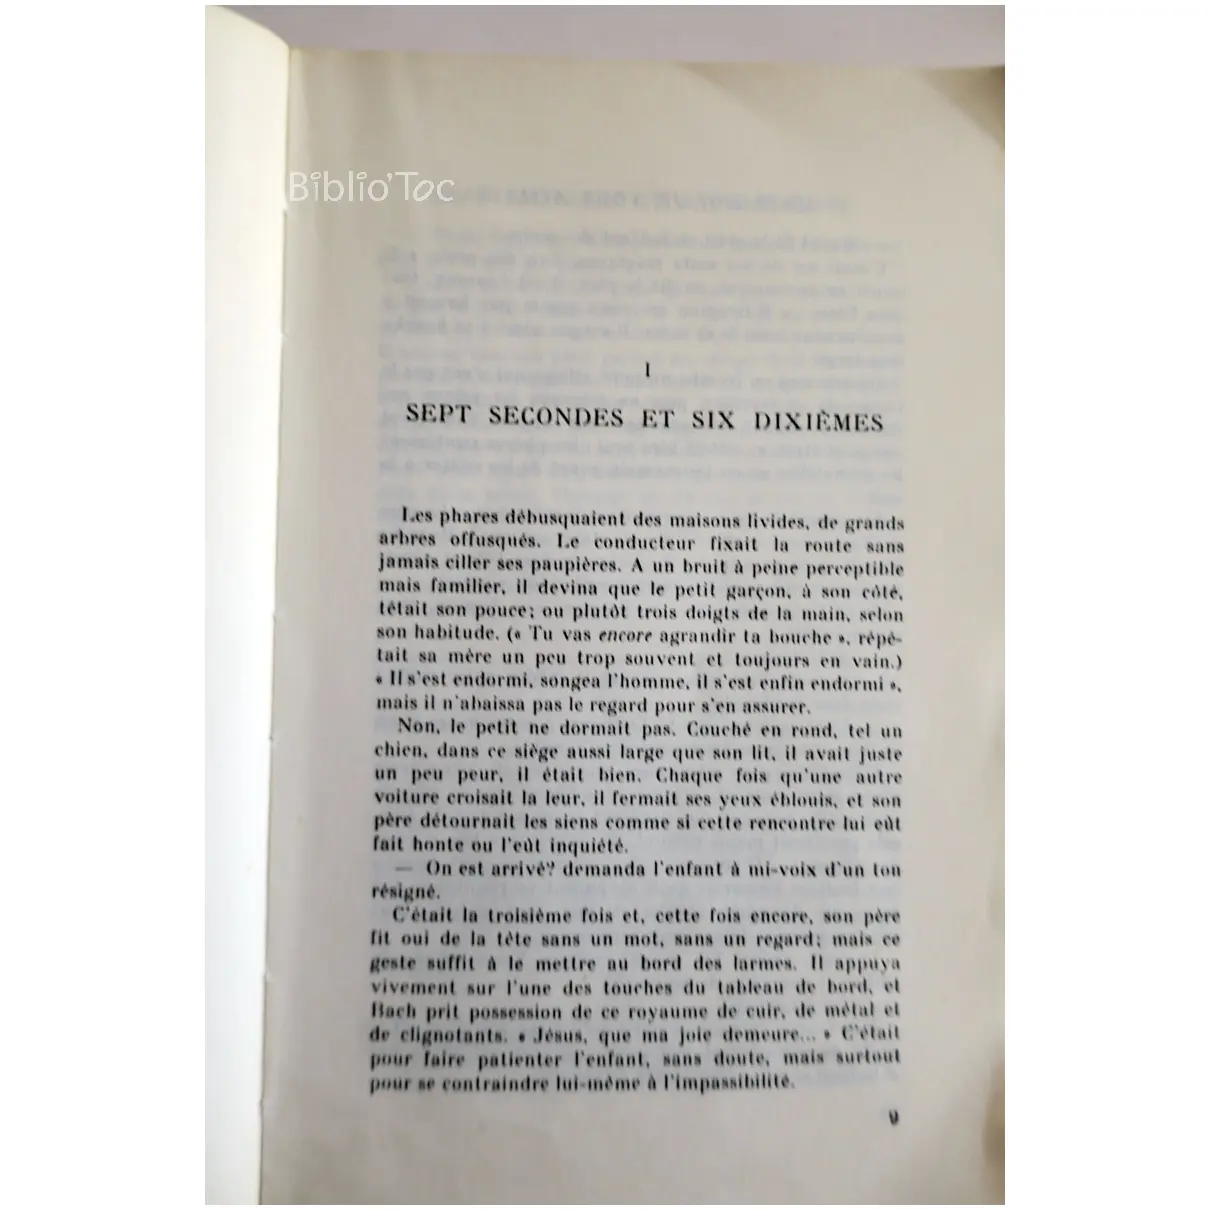 Biblio'Toc
I
SEPT SECONDES ET SIX DIXIÈMES
Les phares débusquaient des maisons livides, de grands
arbres offusqués. Le conducteur fixait la route sans
jamais ciller ses paupières. A un bruit à peine perceptible
mais familier, il devina que le petit garçon, à son côté,
tétait son pouce; ou plutôt trois doigts de la main, selon
son habitude. (« Tu vas encore agrandir ta bouche », répé-
tait sa mère un peu trop souvent et toujours en vain.)
« Il s'est endormi, songea l'homme, il s'est enfin endormi »,
mais il n'abaissa pas le regard pour s'en assurer.
Non, le petit ne dormait pas. Couché en rond, tel un
chien, dans ce siège aussi large que son lit, il avait juste
un peu peur, il était bien. Chaque fois qu'une autre
voiture croisait la leur, il fermait ses yeux éblouis, et son
père détournait les siens comme si cette rencontre lui eût
fait honte ou l'eût inquiété.
— On est arrivé? demanda l'enfant à mi-voix d'un ton
résigné.
C'était la troisième fois et, cette fois encore, son père
fit oui de la tête sans un mot, sans un regard; mais ce
geste suffit à le mettre au bord des larmes. Il appuya
vivement sur l'une des touches du tableau de bord, et
Bach prit possession de ce royaume de cuir, de métal et
de clignotants. « Jésus, que ma joie demeure... » C'était
pour faire patienter l'enfant, sans doute, mais surtout
pour se contraindre lui-même à l'impassibilité.
9